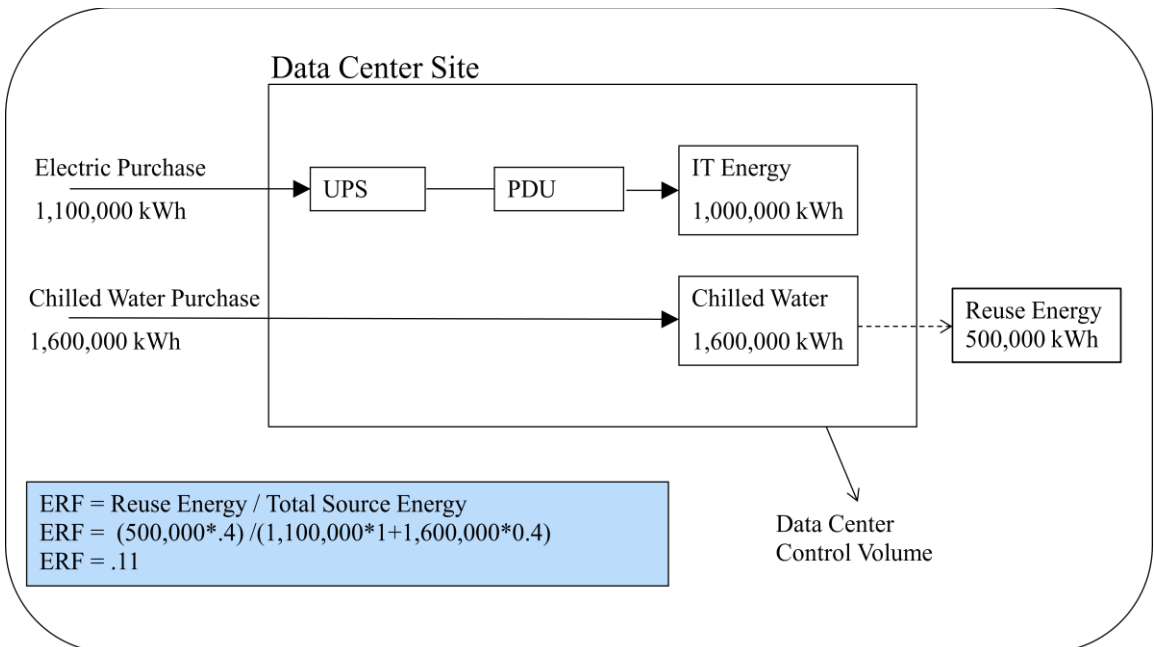 Data Center Site
Electric Purchase
1,100,000 kWh
UPS
PDU
IT Energy
1,000,000 kWh
Chilled Water Purchase
1,600,000 kWh
Chilled Water
1,600,000 kWh
Reuse Energy
500,000 kWh
ERF = Reuse Energy / Total Source Energy
ERF =  (500,000*.4) /(1,100,000*1+1,600,000*0.4)
ERF = .11
Data Center
Control Volume